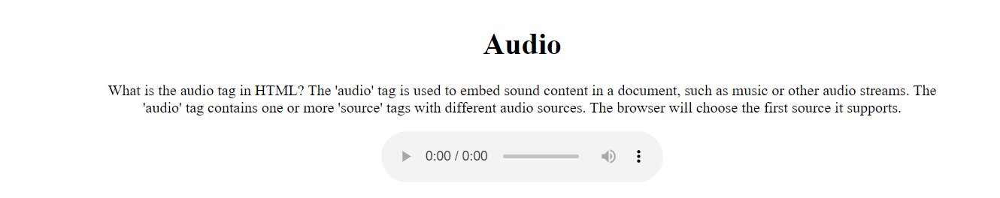 Audio
What is the audio tag in HTML? The 'audio' tag is used to embed sound content in a document, such as music or other audio streams. The
'audio' tag contains one or more 'source' tags with different audio sources. The browser will choose the first source it supports.
0:00 / 0:00